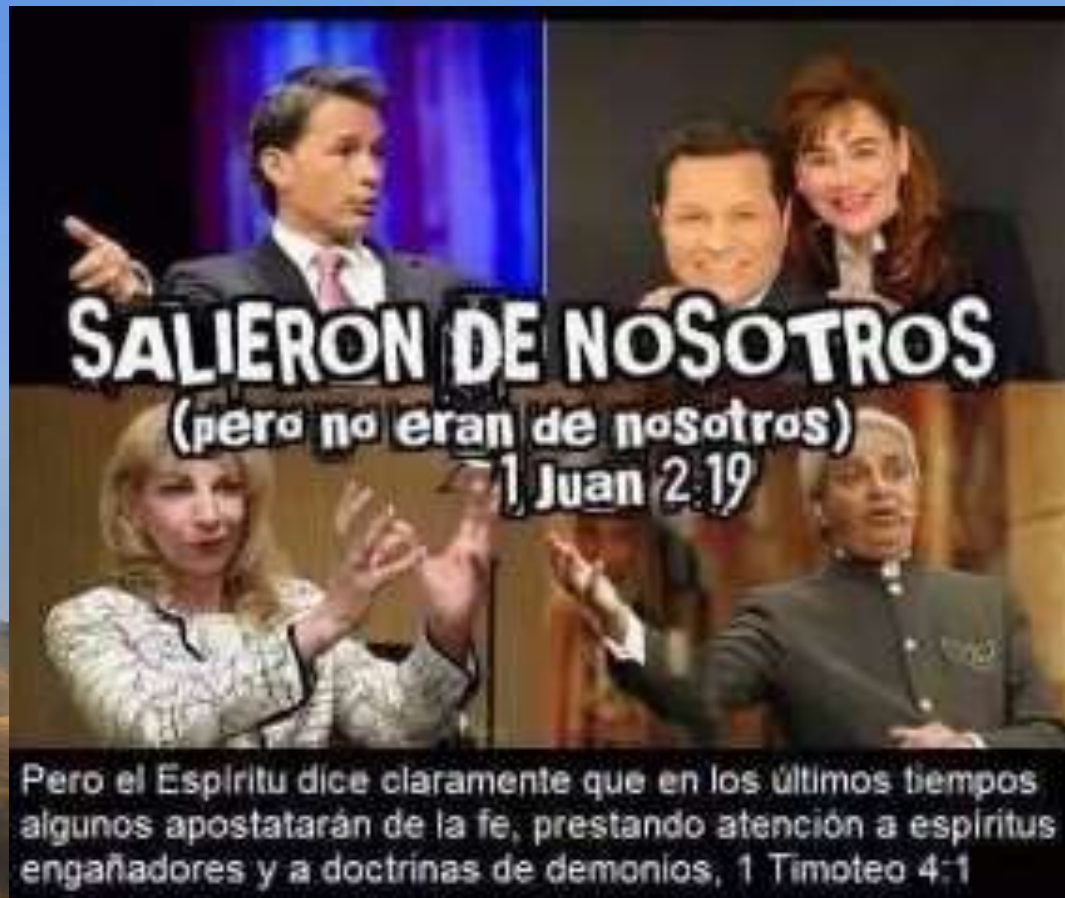 SALIERON DE NOSOTROS
(pero no eran de nosotros)
1 Juan 2:19
Pero el Espíritu dice claramente que en los últimos tiempos
algunos apostatarán de la fe, prestando atención a espíritus
engañadores y a doctrinas de demonios, 1 Timoteo 4:1